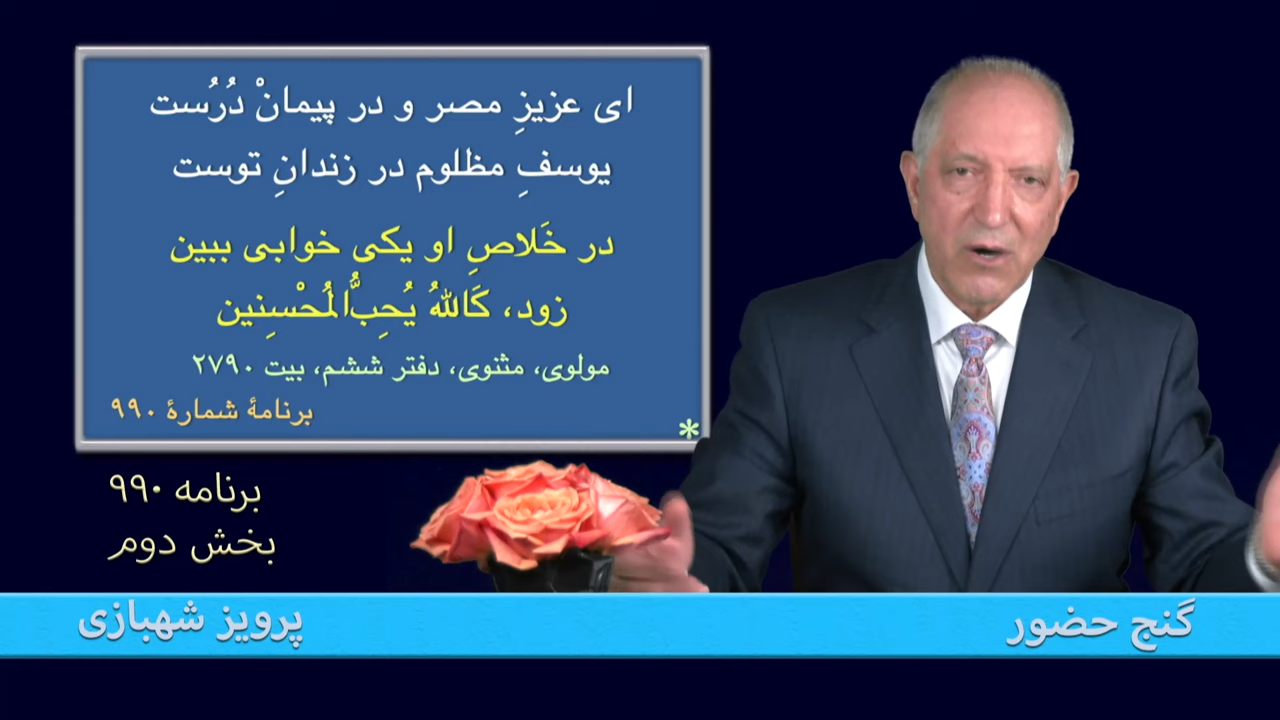 ای عزیزِ مصر و در پیمانْ دُرُست
یوسفِ مظلوم در زندانِ توست
در خَلاصِ او یکی خوابی ببین
زود، کَاللهُ یُحِبُّ الْمُحْسِنین
مولوی، مثنوی، دفتر ششم، بیت ۲۷۹۰
برنامهٔ شمارهٔ ۹۹۰
*
برنامه ۹۹۰
بخش دوم
گنج حضور
پرویز شهبازی